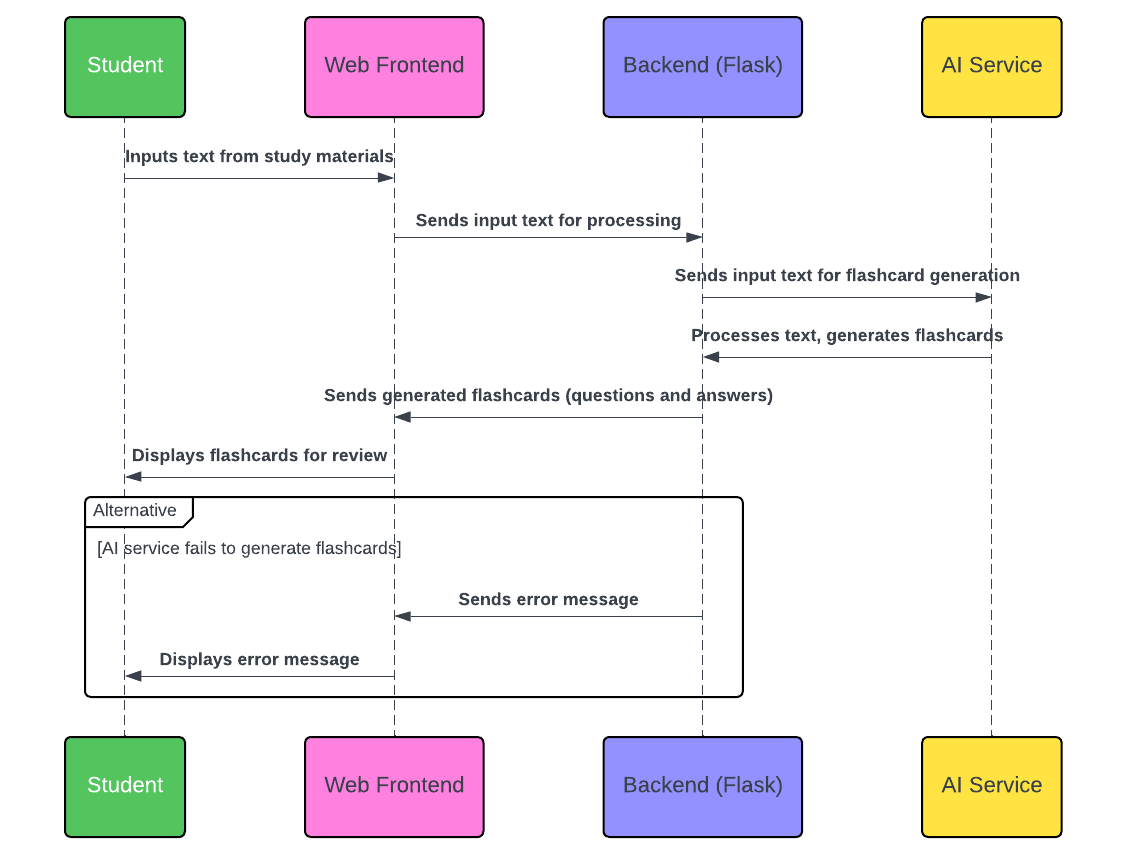 Student
Web Frontend
Backend (Flask)
AI Service
Inputs text from study materials
Sends input text for processing
Sends input text for flashcard generation
Processes text, generates flashcards
Sends generated flashcards (questions and answers)
Displays flashcards for review
Alternative
[AI service fails to generate flashcards]
Sends error message
Displays error message
Student
Web Frontend
Backend (Flask)
AI Service